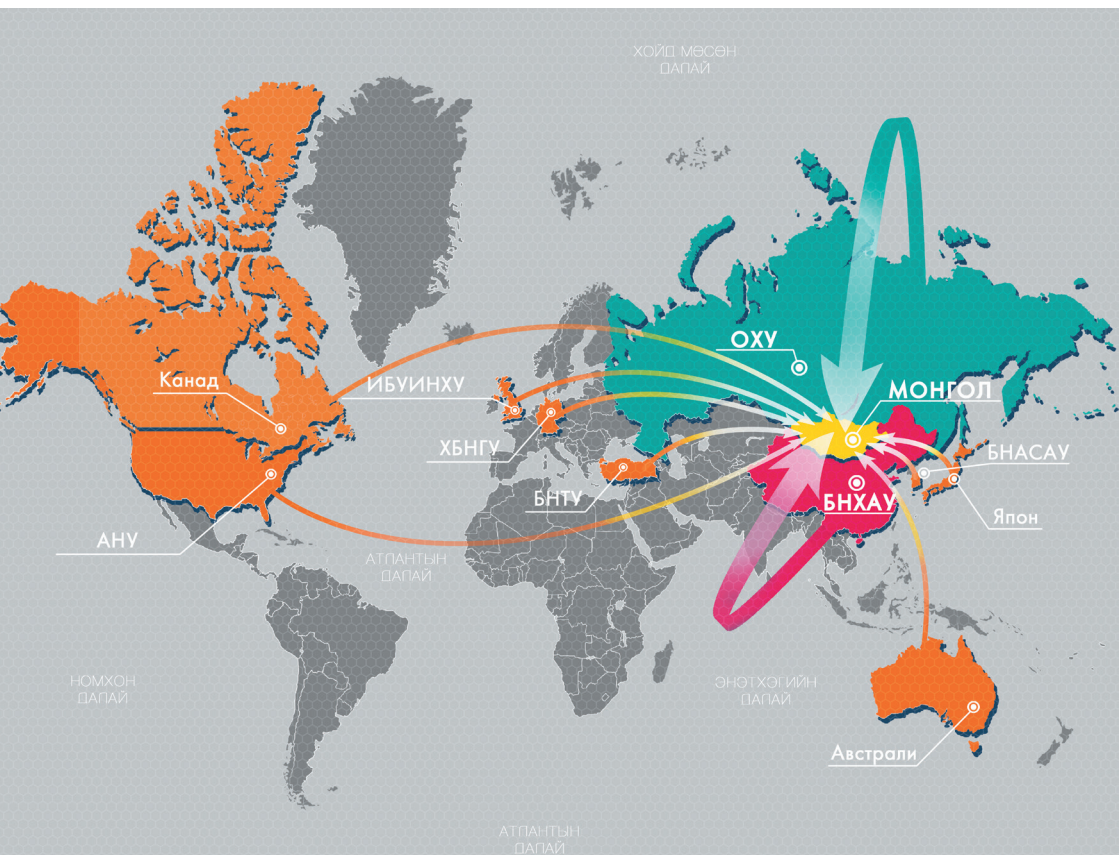 ХОЙД МӨСӨН
ДАЛАЙ
ОХУ
Канад
ИБУИНХУ
МОНГОЛ
ХБНГУ
БНАСАУ
БНТУ
БНХАУ
Япон
АНУ
АТЛАНТЫН
ДАЛАЙ
НОМХОН
ДАЛАЙ
ЭНЭТХЭГИЙН
ДАЛАЙ
Австрали
АТЛАНТЫН
ДАЛАЙ